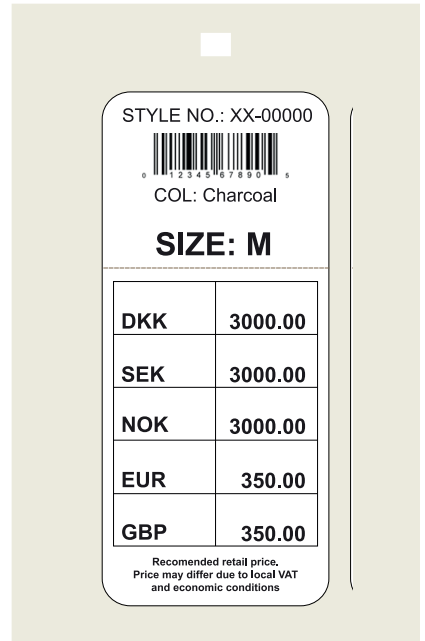 STYLE NO.: XX-00000
0 12345 67890 5
COL: Charcoal
SIZE: M
DKK 3000.00
SEK 3000.00
NOK 3000.00
EUR 350.00
GBP 350.00
Recomended retail price.
Price may differ due to local VAT
and economic conditions